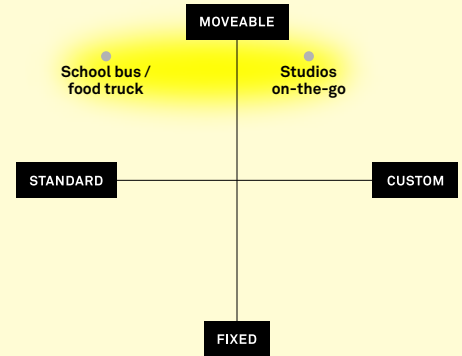 MOVEABLE
School bus /
food truck
Studios
on-the-go
STANDARD
CUSTOM
FIXED